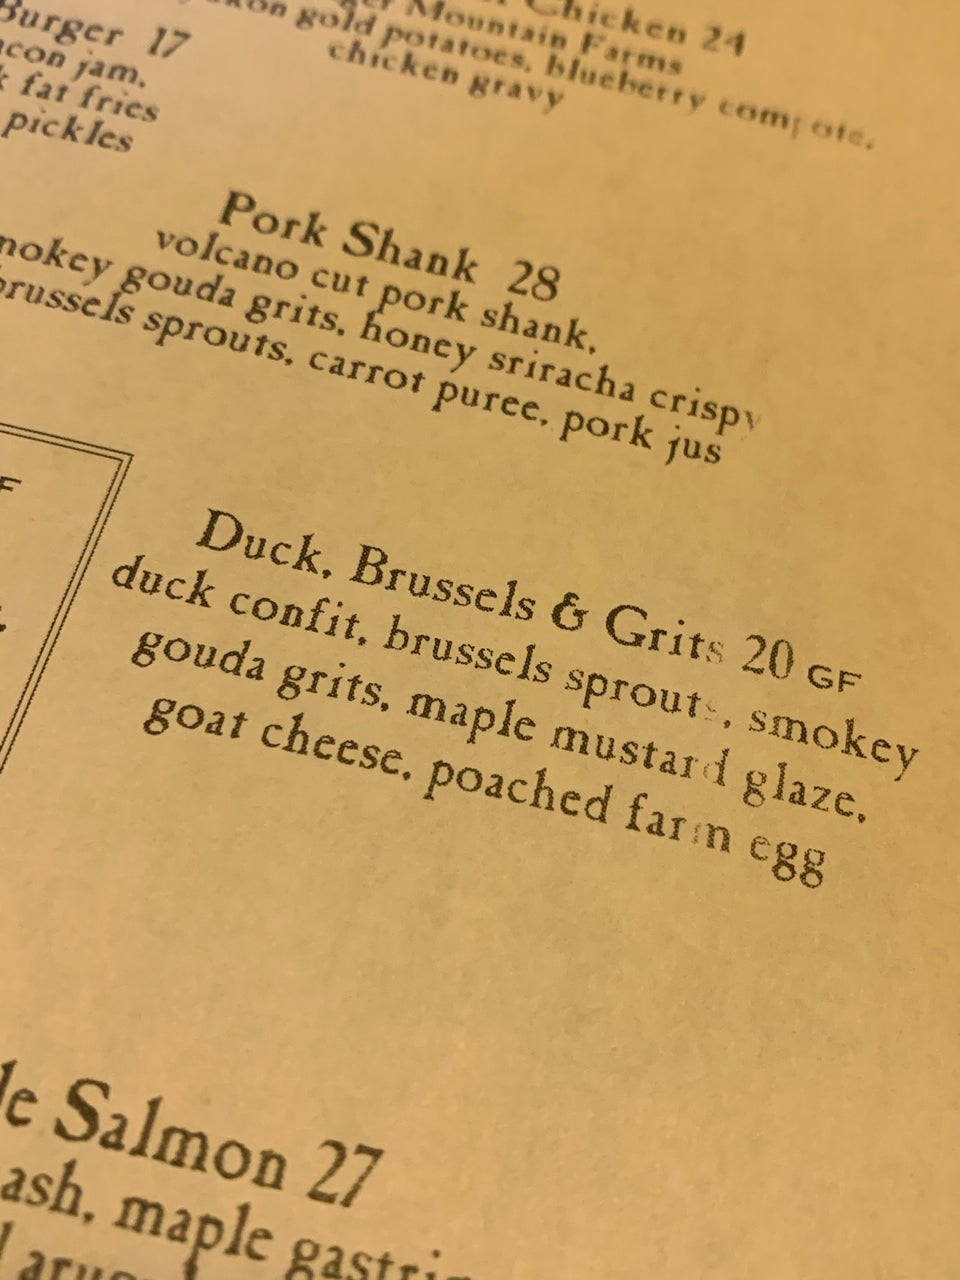 Chicken 24
Mountain Farms
gold potatoes, blueberry compote,
chicken gravy
Burger 17
jam,
fat fries
pickles
Pork Shank 28
volcano cut pork shank,
gouda grits, honey sriracha crispy
brussels sprouts, carrot puree, pork jus
Duck, Brussels & Grits 20 GF
duck confit, brussels sprouts, smokey
gouda grits, maple mustard glaze,
goat cheese, poached farm egg
Salmon 27
maple